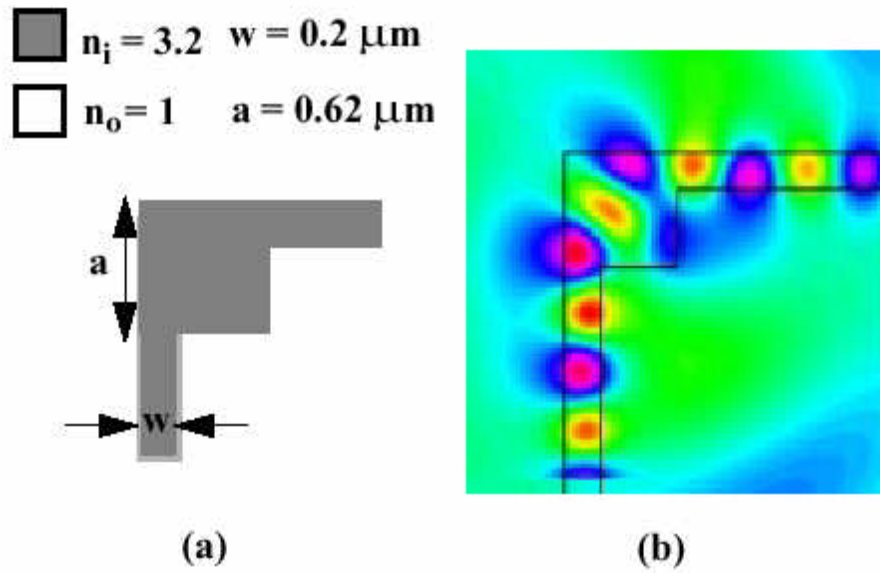 nᵢ = 3.2 w = 0.2 μm
nₒ = 1 a = 0.62 μm
a
w
(a) (b)